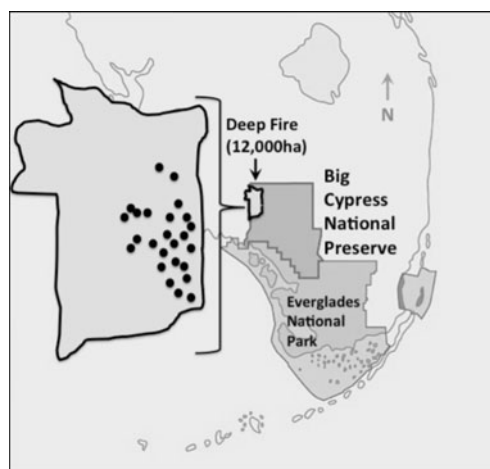 N
Deep Fire
(12,000ha)
Big
Cypress
National
Preserve
Everglades
National
Park